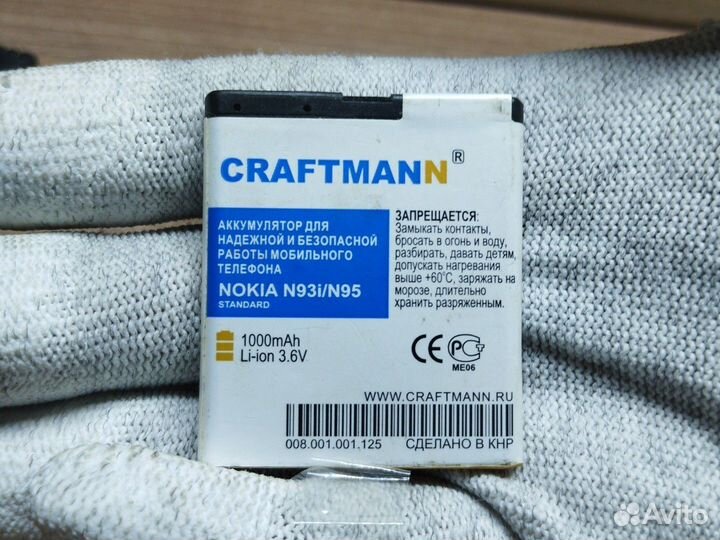 CRAFTMANN®
АККУМУЛЯТОР ДЛЯ
НАДЕЖНОЙ И БЕЗОПАСНОЙ
РАБОТЫ МОБИЛЬНОГО
ТЕЛЕФОНА
NOKIA N93i/N95
STANDARD
ЗАПРЕЩАЕТСЯ:
Замыкать контакты,
бросать в огонь и воду,
разбирать, давать детям,
допускать нагревания
выше +60°С, заряжать на
морозе, длительно
хранить разряженным.
1000mAh
Li-ion 3.6V
CE РСТ
ME06
WWW.CRAFTMANN.RU
008.001.001.125
СДЕЛАНО В КНР
Avito